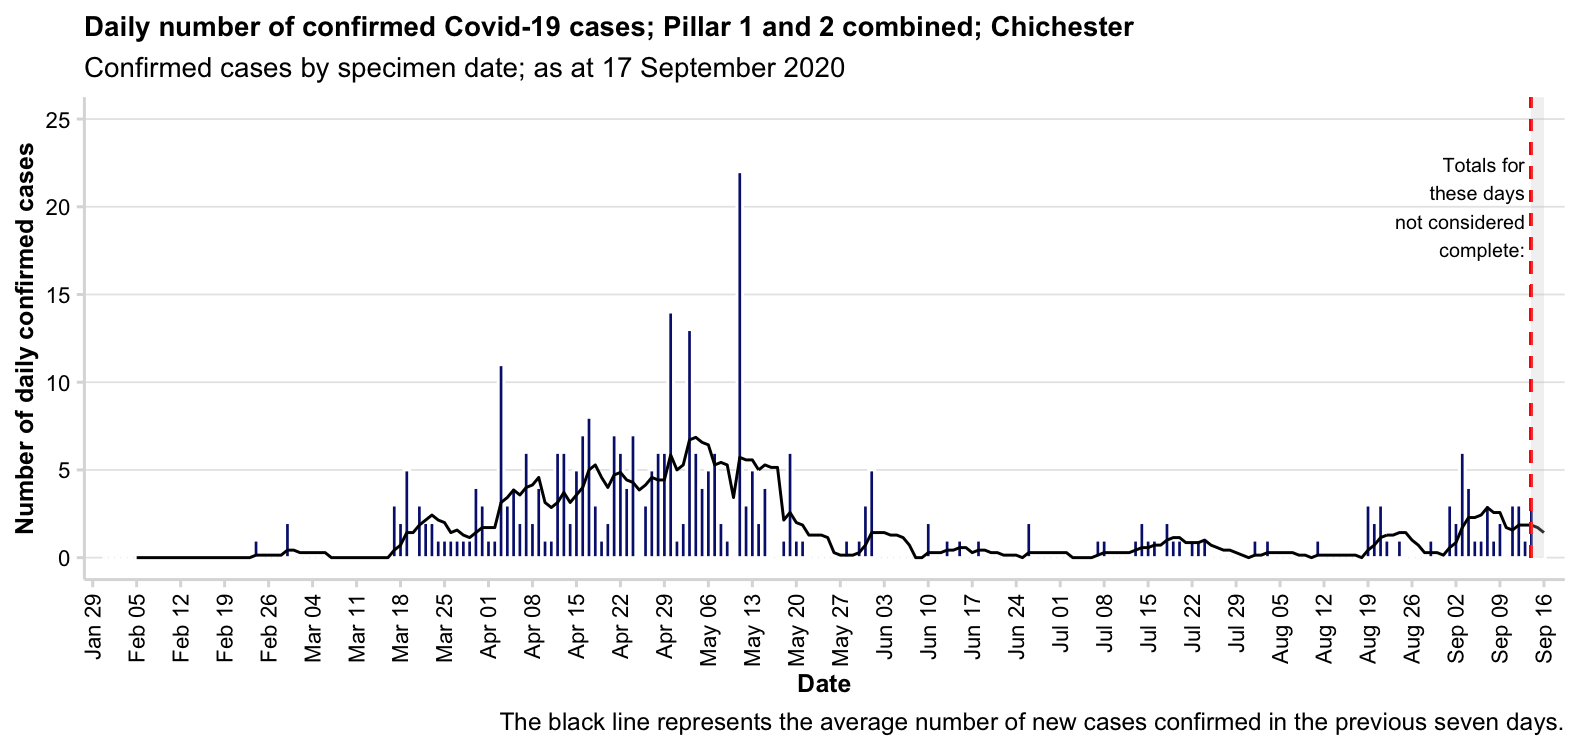 Daily number of confirmed Covid-19 cases; Pillar 1 and 2 combined; Chichester
Confirmed cases by specimen date; as at 17 September 2020
Number of daily confirmed cases
25
20
15
10
5
0
Totals for
these days
not considered
complete:
Jan 29
Feb 05
Feb 12
Feb 19
Feb 26
Mar 04
Mar 11
Mar 18
Mar 25
Apr 01
Apr 08
Apr 15
Apr 22
Apr 29
May 06
May 13
May 20
May 27
Jun 03
Jun 10
Jun 17
Jun 24
Jul 01
Jul 08
Jul 15
Jul 22
Jul 29
Aug 05
Aug 12
Aug 19
Aug 26
Sep 02
Sep 09
Sep 16
Date
The black line represents the average number of new cases confirmed in the previous seven days.